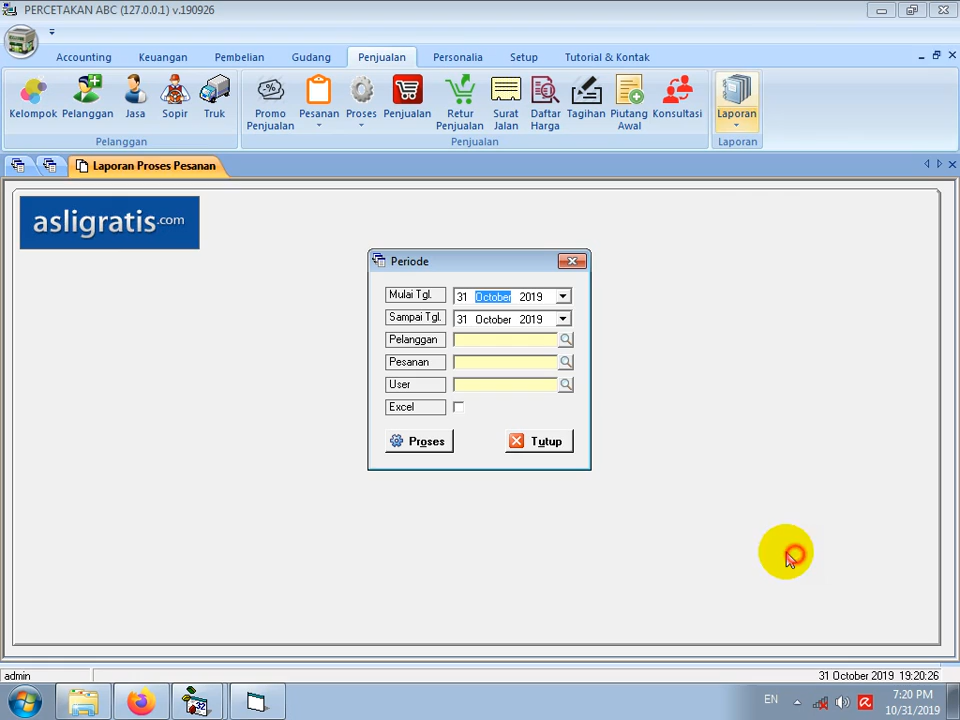 PERCETAKAN ABC (127.0.0.1) v.190926
Accounting Keuangan Pembelian Gudang Penjualan Personalia Setup Tutorial & Kontak
Kelompok Pelanggan Jasa Sopir Truk Promo Penjualan Pesanan Proses Penjualan Retur Penjualan Surat Jalan Daftar Harga Tagihan Piutang Awal Konsultasi Laporan
Pelanggan Penjualan Laporan
Laporan Proses Pesanan
asligratis.com
Periode
Mulai Tgl. 31 October 2019
Sampai Tgl. 31 October 2019
Pelanggan
Pesanan
User
Excel
Proses Tutup
admin 31 October 2019 19:20:26
32
EN 7:20 PM
10/31/2019